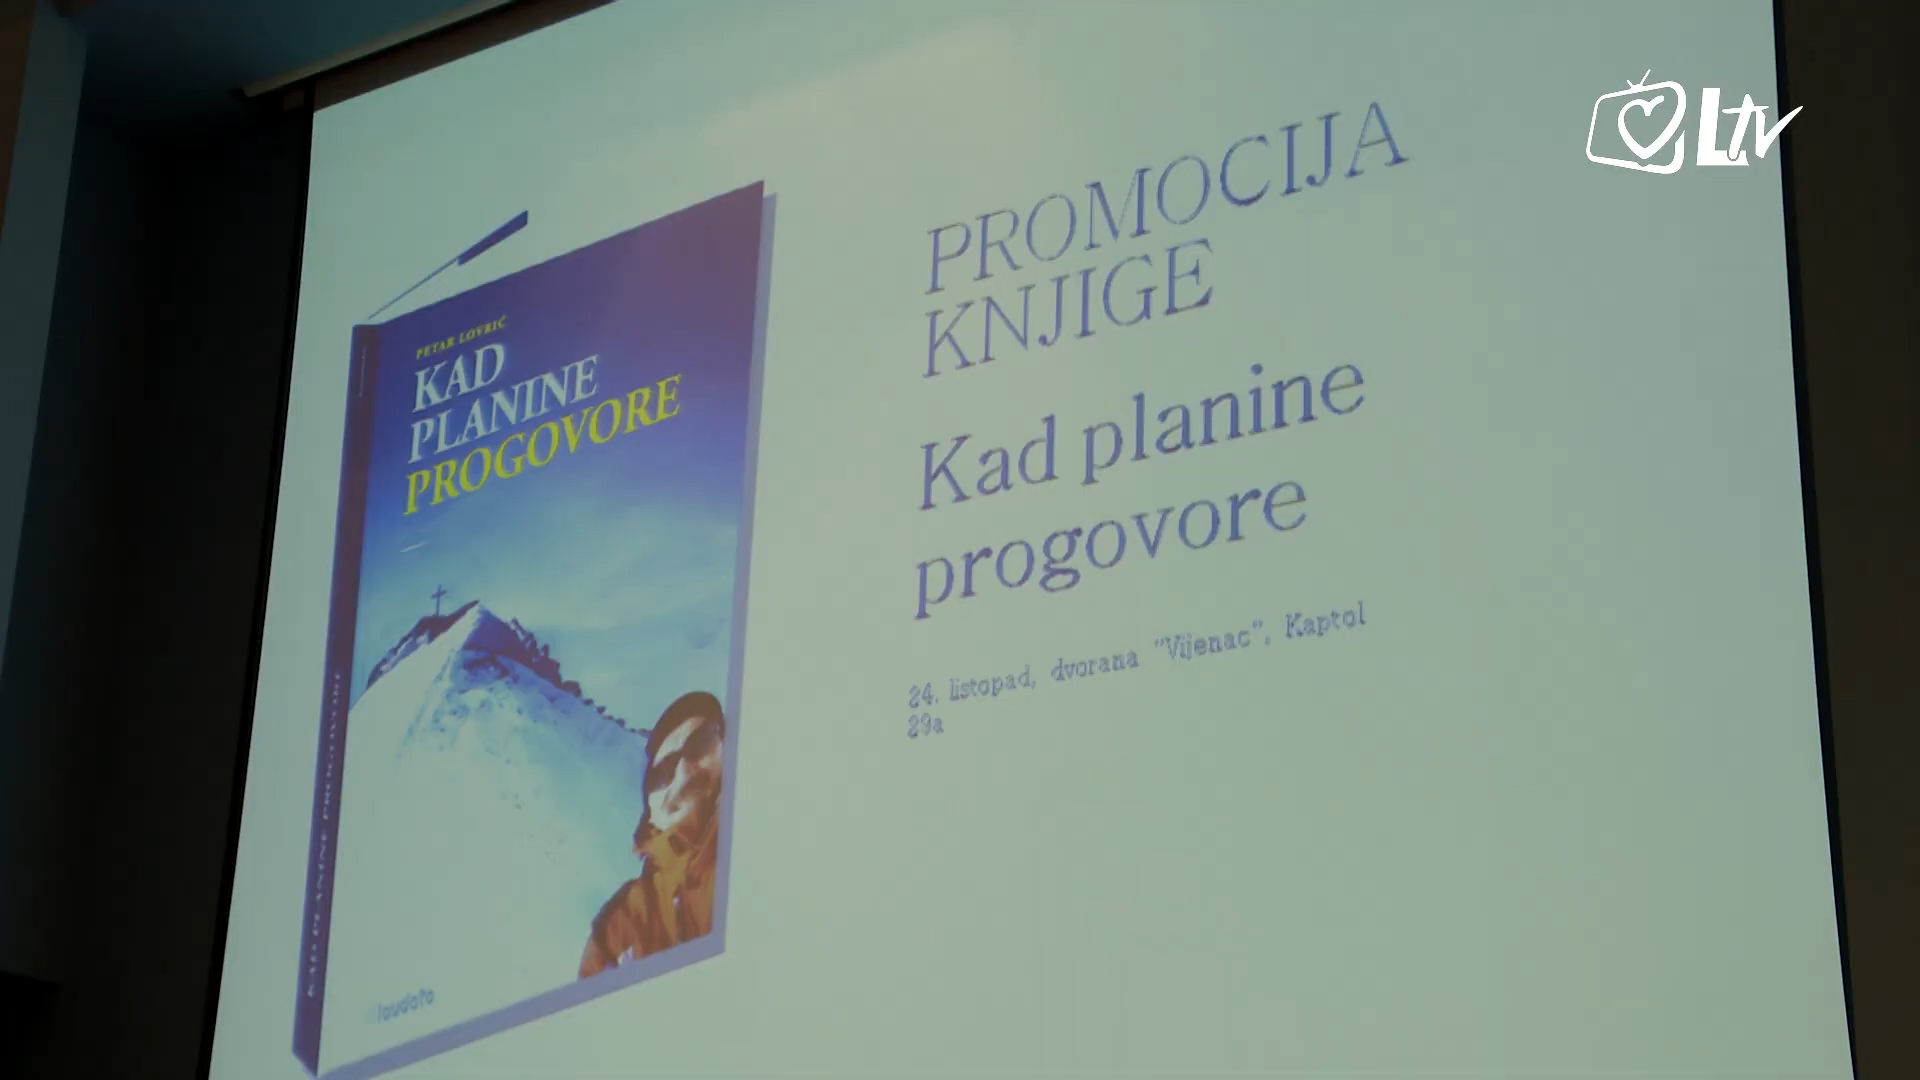 LTV
PETAR LOVRIĆ
KAD
PLANINE
PROGOVORE
KAD PLANINE PROGOVORE
laudato
PROMOCIJA
KNJIGE
Kad planine
progovore
24. listopad, dvorana "Vijenac", Kaptol
29a